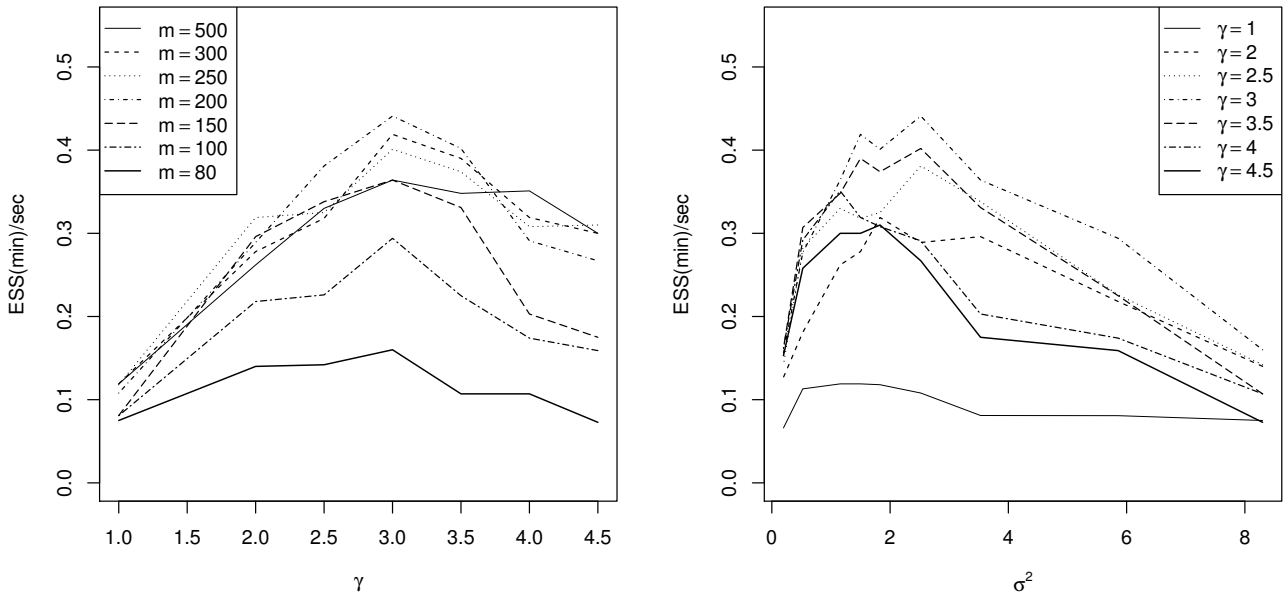 m = 500
m = 300
m = 250
m = 200
m = 150
m = 100
m = 80
ESS(min)/sec
0.5
0.4
0.3
0.2
0.1
0.0
1.0 1.5 2.0 2.5 3.0 3.5 4.0 4.5
γ
γ = 1
γ = 2
γ = 2.5
γ = 3
γ = 3.5
γ = 4
γ = 4.5
ESS(min)/sec
0.5
0.4
0.3
0.2
0.1
0.0
0 2 4 6 8
σ²